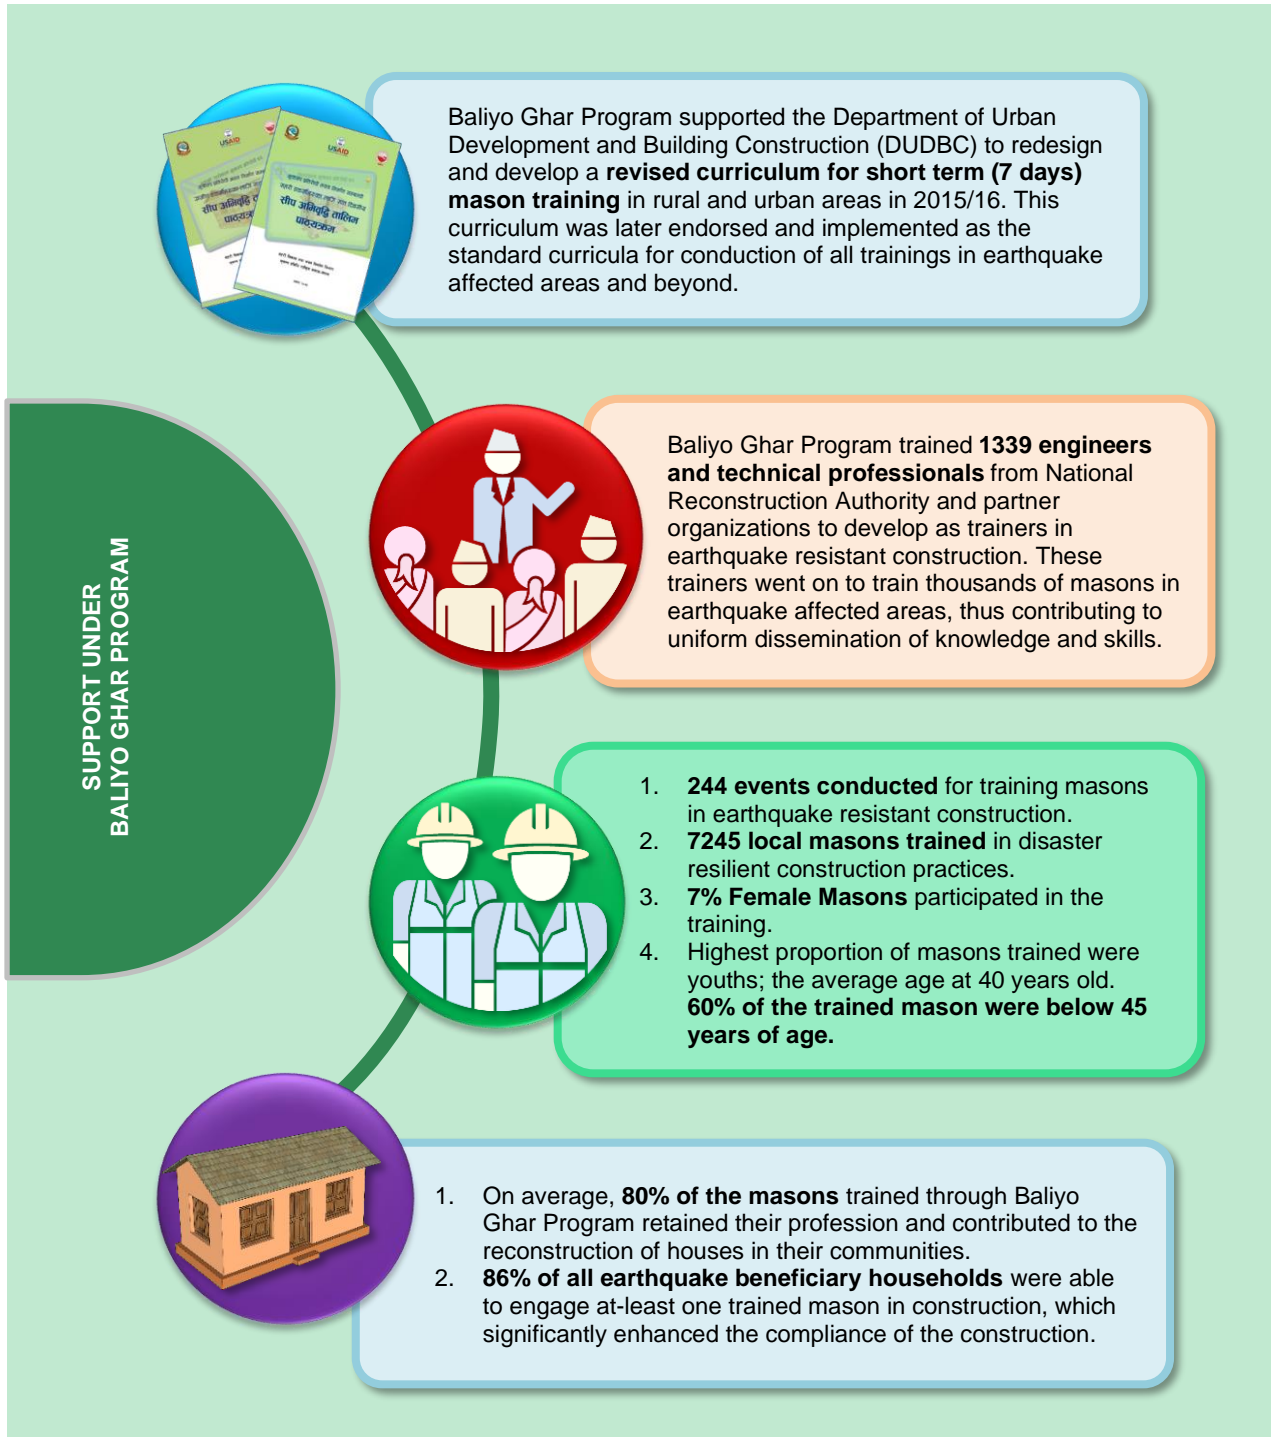 USAID
USAID
सीप अभिवृद्धि तालिम
पाठ्यक्रम
Baliyo Ghar Program supported the Department of Urban
Development and Building Construction (DUDBC) to redesign
and develop a revised curriculum for short term (7 days)
mason training in rural and urban areas in 2015/16. This
curriculum was later endorsed and implemented as the
standard curricula for conduction of all trainings in earthquake
affected areas and beyond.
Baliyo Ghar Program trained 1339 engineers
and technical professionals from National
Reconstruction Authority and partner
organizations to develop as trainers in
earthquake resistant construction. These
trainers went on to train thousands of masons in
earthquake affected areas, thus contributing to
uniform dissemination of knowledge and skills.
SUPPORT UNDER
BALIYO GHAR PROGRAM
1. 244 events conducted for training masons
in earthquake resistant construction.
2. 7245 local masons trained in disaster
resilient construction practices.
3. 7% Female Masons participated in the
training.
4. Highest proportion of masons trained were
youths; the average age at 40 years old.
60% of the trained mason were below 45
years of age.
1. On average, 80% of the masons trained through Baliyo
Ghar Program retained their profession and contributed to the
reconstruction of houses in their communities.
2. 86% of all earthquake beneficiary households were able
to engage at-least one trained mason in construction, which
significantly enhanced the compliance of the construction.